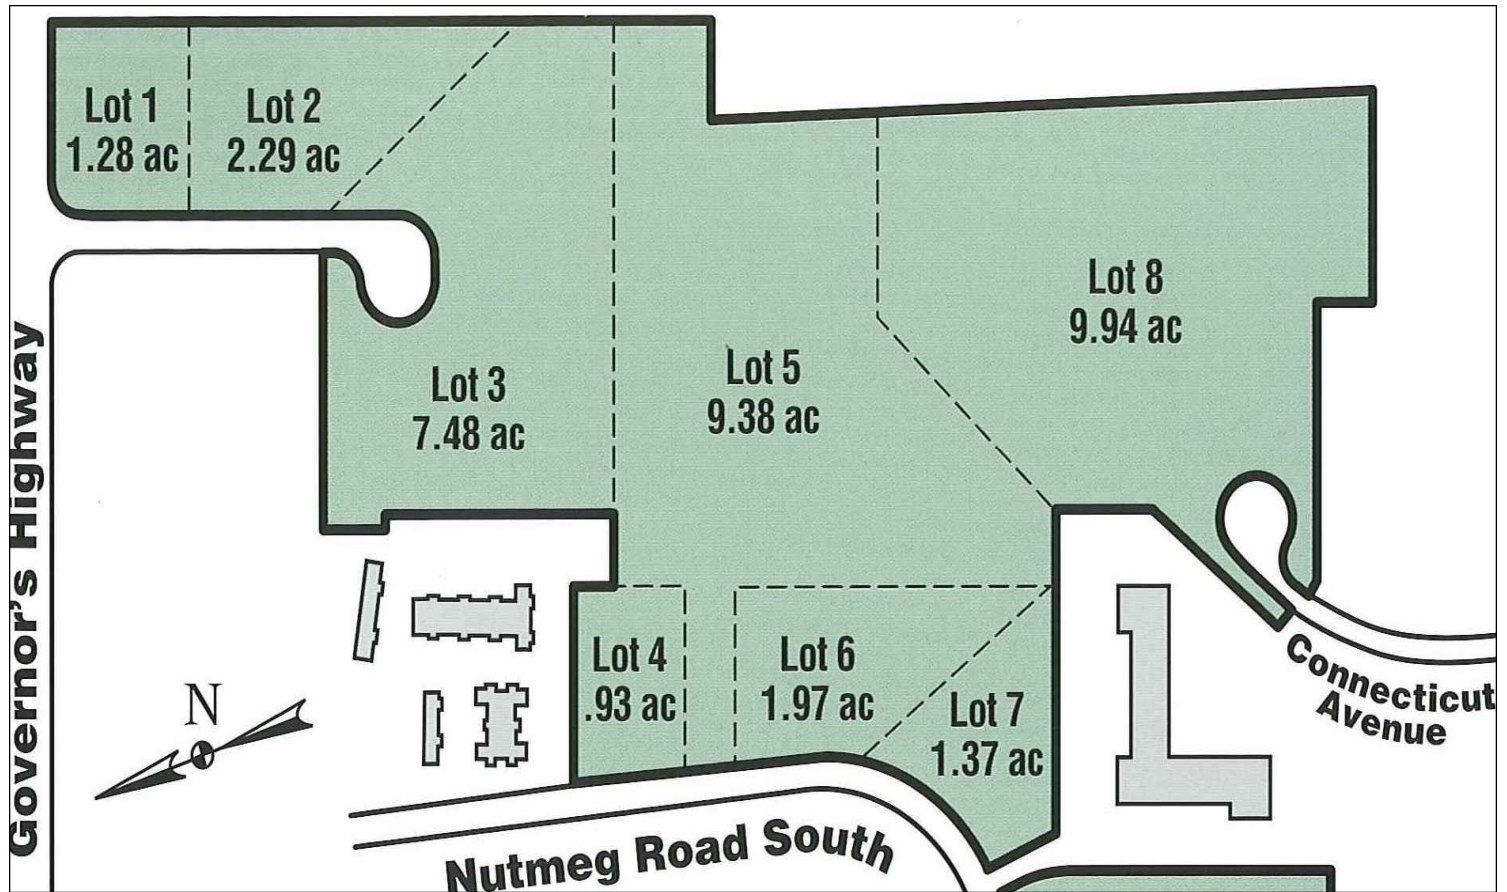 Lot 1
1.28 ac
Lot 2
2.29 ac
Lot 3
7.48 ac
Lot 5
9.38 ac
Lot 8
9.94 ac
Lot 4
.93 ac
Lot 6
1.97 ac
Lot 7
1.37 ac
Governor's Highway
N
Nutmeg Road South
Connecticut
Avenue